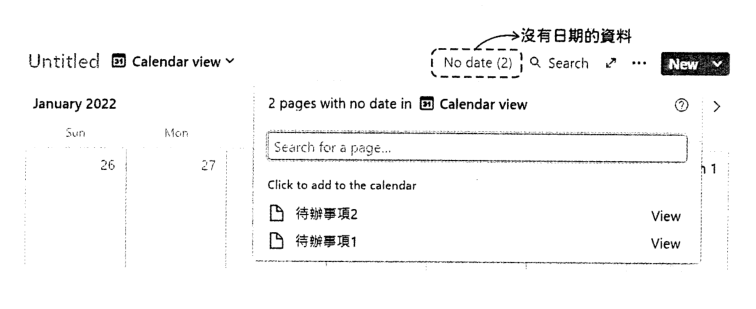 沒有日期的資料
Untitled 31 Calendar view No date (2) Search ••• New
January 2022 2 pages with no date in 31 Calendar view ?
Sun Mon Search for a page...
26 27 1
Click to add to the calendar
待辦事項2 View
待辦事項1 View